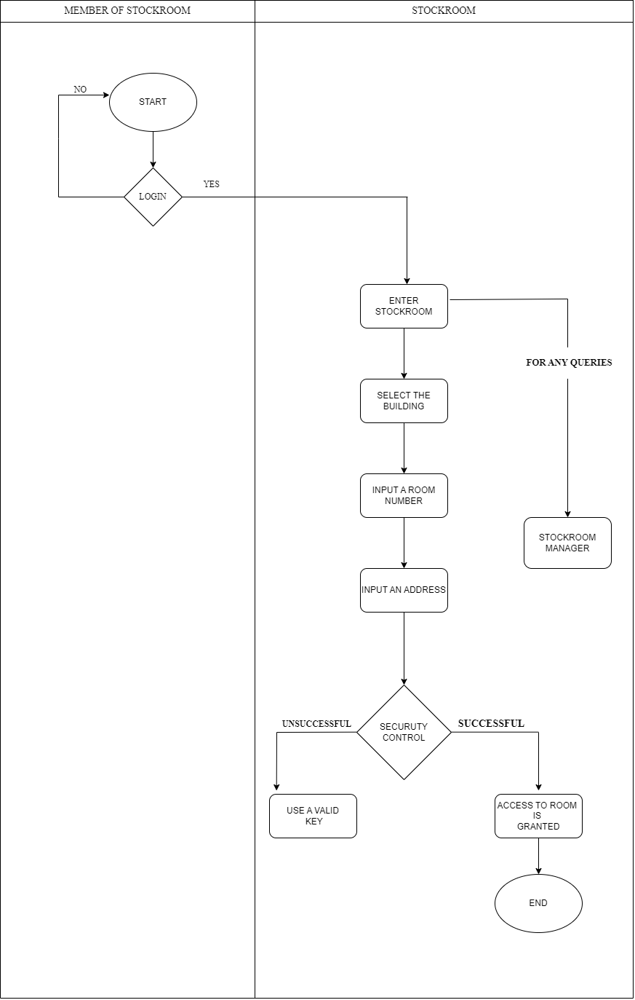 MEMBER OF STOCKROOM
STOCKROOM
NO
START
LOGIN
YES
ENTER
STOCKROOM
FOR ANY QUERIES
SELECT THE
BUILDING
INPUT A ROOM
NUMBER
STOCKROOM
MANAGER
INPUT AN ADDRESS
UNSUCCESSFUL
SECURUTY
CONTROL
SUCCESSFUL
USE A VALID
KEY
ACCESS TO ROOM
IS
GRANTED
END